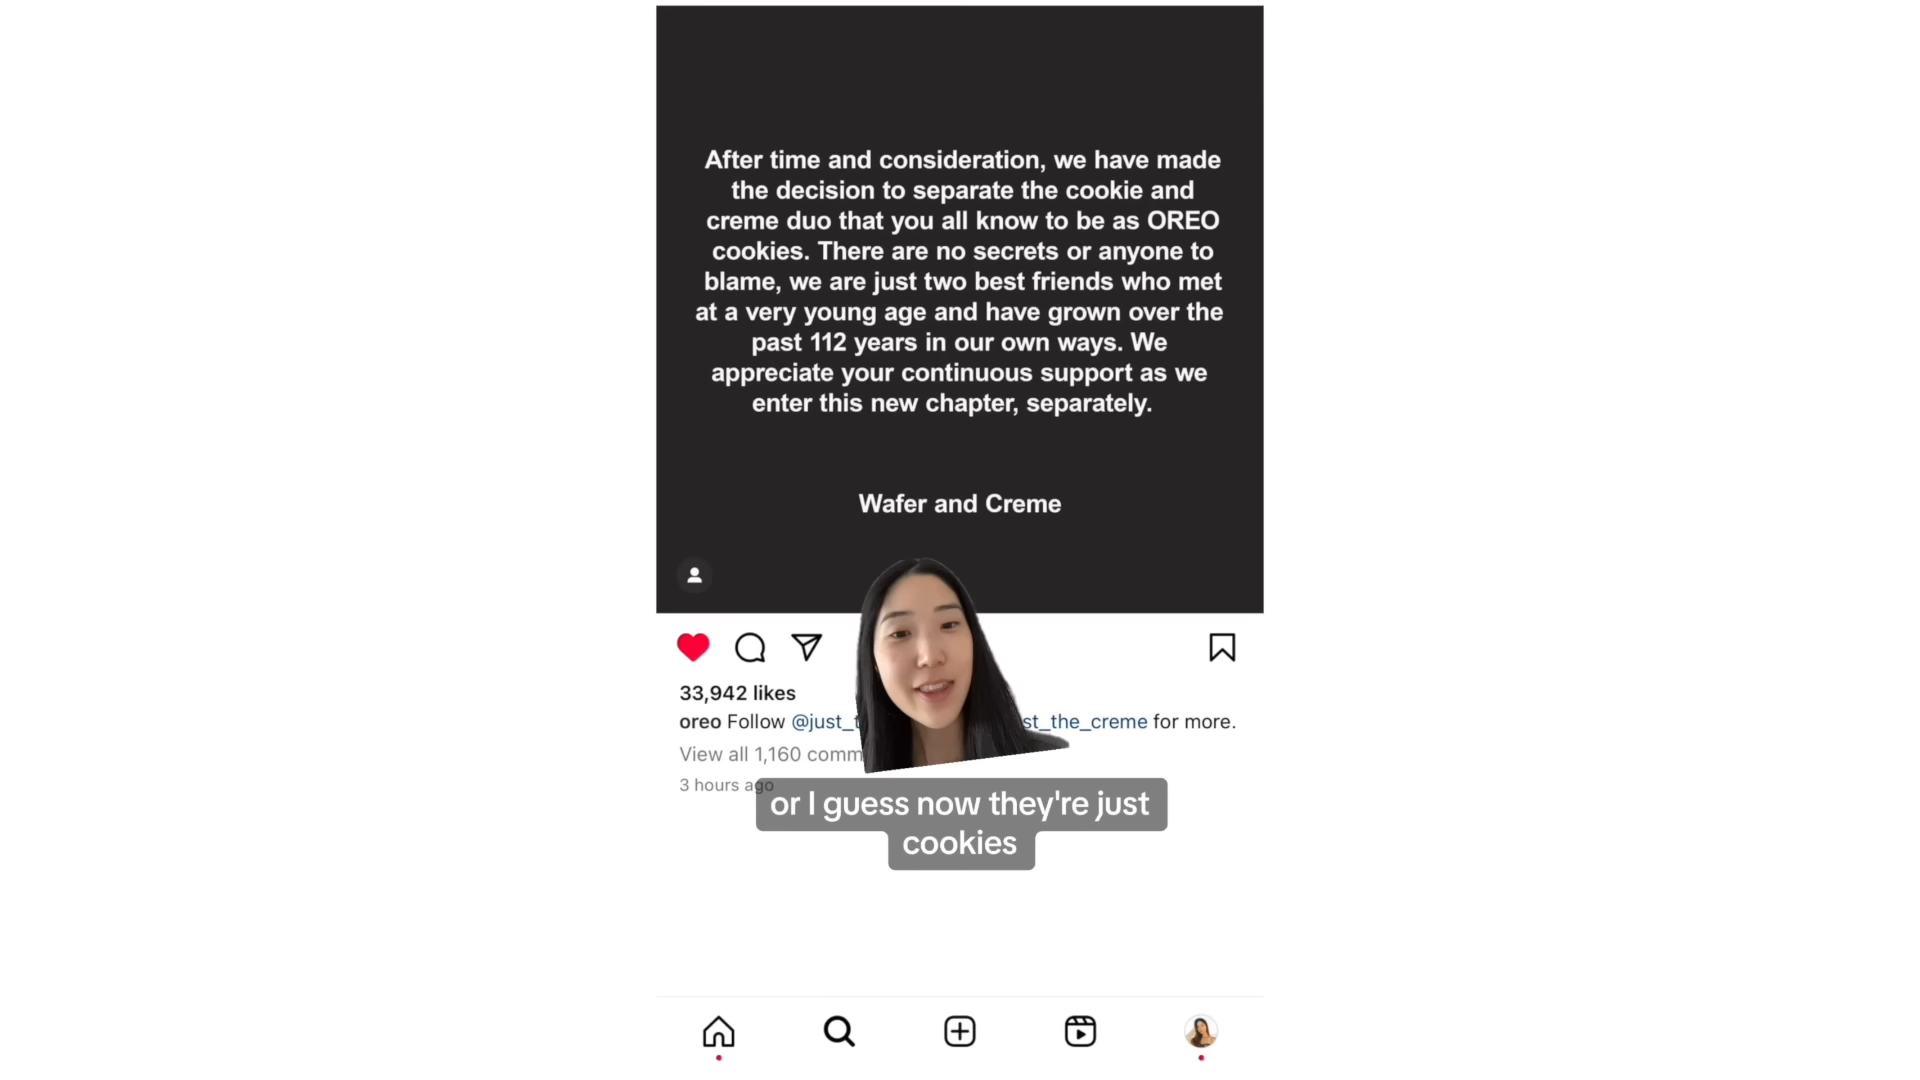 After time and consideration, we have made
the decision to separate the cookie and
creme duo that you all know to be as OREO
cookies. There are no secrets or anyone to
blame, we are just two best friends who met
at a very young age and have grown over the
past 112 years in our own ways. We
appreciate your continuous support as we
enter this new chapter, separately.
Wafer and Creme
33,942 likes
oreo Follow @just_t st_the_creme for more.
View all 1,160 comm
3 hours ago
or I guess now they're just
cookies